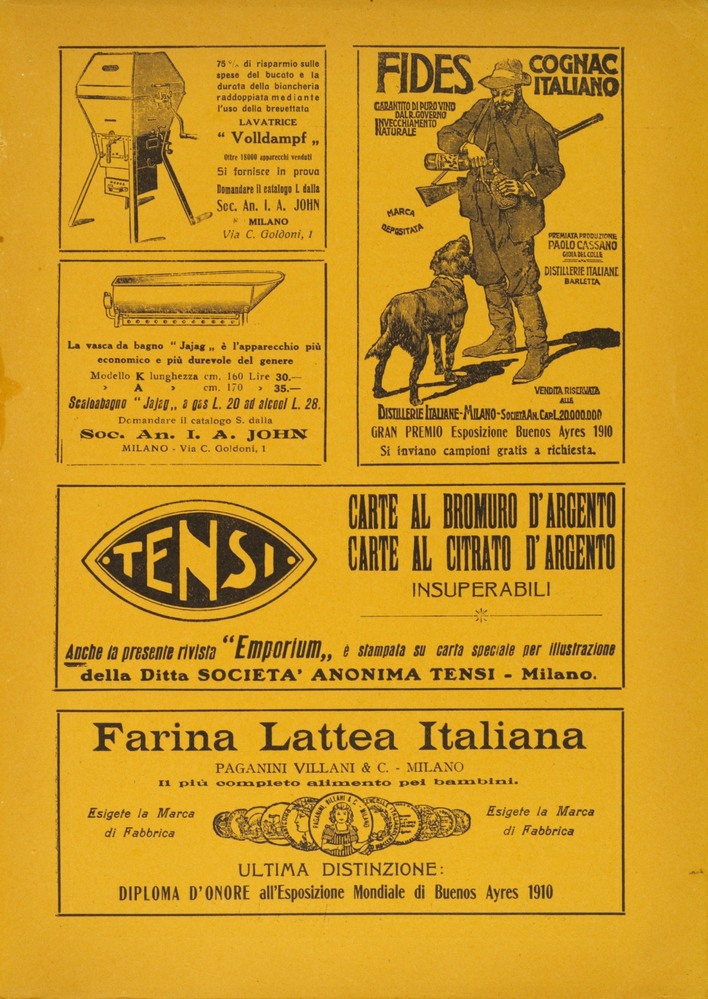 75 % di risparmio sulle
spese del bucato e la
durata della biancheria
raddoppiata mediante
l'uso della brevettata
LAVATRICE
“ Volldampf „
Oltre 18000 apparecchi venduti
Si fornisce in prova
Domandare il catalogo L dalla
Soc. An. I. A. JOHN
MILANO
Via C. Goldoni, 1
La vasca da bagno “ Jajag „ è l'apparecchio più
economico e più durevole del genere
Modello K lunghezza cm. 160 Lire 30.—
› A › cm. 170 › 35.—
Scaldabagno “Jajag„ a gas L. 20 ad alcool L. 28.
Domandare il catalogo S. dalla
Soc. An. I. A. JOHN
MILANO - Via C. Goldoni, 1
FIDES COGNAC
ITALIANO
GARANTITO DI PURO VINO
DAL R. GOVERNO
INVECCHIAMENTO
NATURALE
MARCA
DEPOSITATA
PREMIATA PRODUZIONE
PAOLO CASSANO
GIOIA DEL COLLE
DISTILLERIE ITALIANE
BARLETTA
VENDITA RISERVATA
ALLE
DISTILLERIE ITALIANE-MILANO-SOCIETÀ AN. CAP. L. 20.000.000
GRAN PREMIO Esposizione Buenos Ayres 1910
Si inviano campioni gratis a richiesta.
TENSI
CARTE AL BROMURO D'ARGENTO
CARTE AL CITRATO D'ARGENTO
INSUPERABILI
Anche la presente rivista “Emporium„ è stampata su carta speciale per illustrazione
della Ditta SOCIETA' ANONIMA TENSI - Milano.
Farina Lattea Italiana
PAGANINI VILLANI & C. - MILANO
Il più completo alimento pei bambini.
Esigete la Marca
di Fabbrica
PAGANINI, VILLANI & C. - MILANO
Esigete la Marca
di Fabbrica
ULTIMA DISTINZIONE:
DIPLOMA D'ONORE all'Esposizione Mondiale di Buenos Ayres 1910